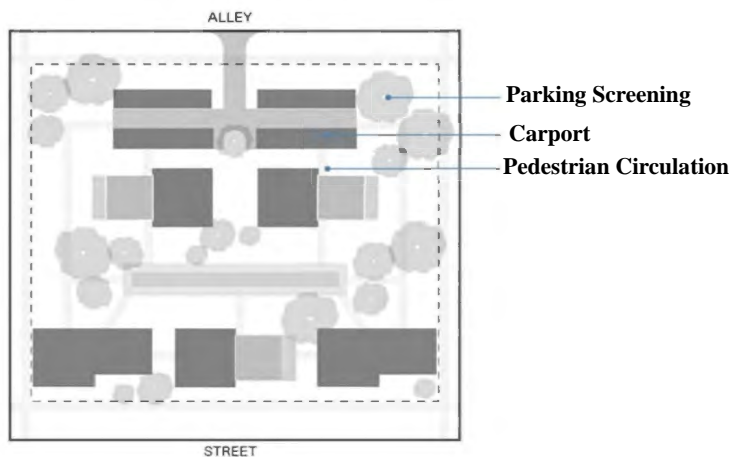 ALLEY
Parking Screening
Carport
Pedestrian Circulation
STREET